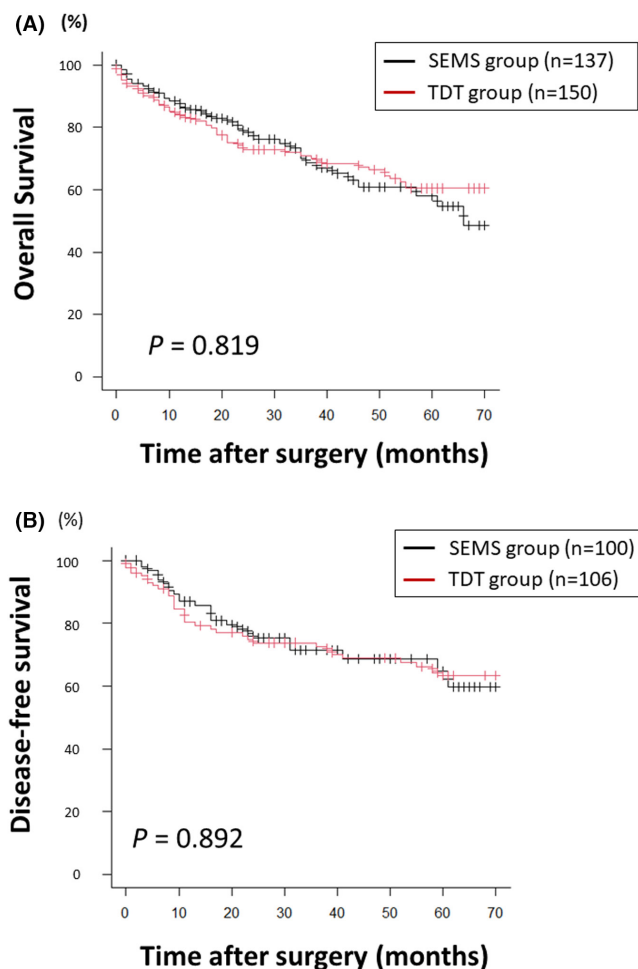 (A)
(%)
SEMS group (n=137)
TDT group (n=150)
100
80
60
40
20
0
Overall Survival
P = 0.819
0 10 20 30 40 50 60 70
Time after surgery (months)
(B)
(%)
SEMS group (n=100)
TDT group (n=106)
100
80
60
40
20
0
Disease-free survival
P = 0.892
0 10 20 30 40 50 60 70
Time after surgery (months)